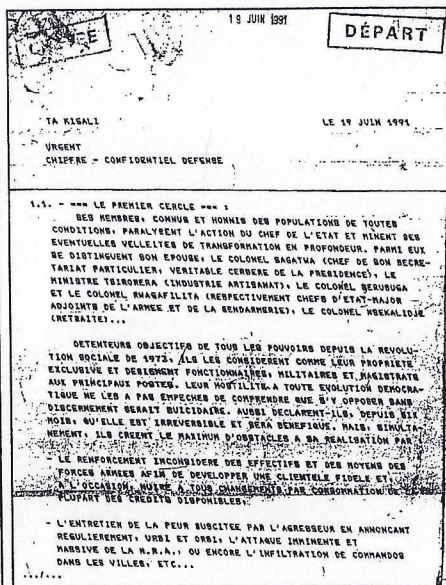 19 JUIN 1991
DÉPART
TA KIGALI
LE 19 JUIN 1991
URGENT
CHIFFRE - CONFIDENTIEL DEFENSE
1.1. - === LE PREMIER CERCLE === :
SES MEMBRES, CONNUS ET HONNIS DES POPULATIONS DE TOUTES
CONDITIONS, PARALYSENT L'ACTION DU CHEF DE L'ETAT ET MINENT SES
EVENTUELLES VELLEITES DE TRANSFORMATION EN PROFONDEUR. PARMI EUX
SE DISTINGUENT SON EPOUSE, LE COLONEL SAGATWA (CHEF DE SON SECRE-
TARIAT PARTICULIER, VERITABLE CERBERE DE LA PRESIDENCE), LE
MINISTRE TSIRORERA (INDUSTRIE ARTISANAT), LE COLONEL SERUBUGA
ET LE COLONEL RWAGAFILITA (RESPECTIVEMENT CHEFS D'ETAT-MAJOR
ADJOINTS DE L'ARMEE ET DE LA GENDARMERIE), LE COLONEL NSEKALIJE
(RETRAITE)...
DETENTEURS OBJECTIFS DE TOUS LES POUVOIRS DEPUIS LA REVOLU-
TION SOCIALE DE 1973, ILS LES CONSIDERENT COMME LEUR PROPRIETE
EXCLUSIVE ET DESIGNENT FONCTIONNAIRES, MILITAIRES ET MAGISTRATS
AUX PRINCIPAUX POSTES. LEUR HOSTILITE A TOUTE EVOLUTION DEMOCRA-
TIQUE NE LES A PAS EMPECHES DE COMPRENDRE QUE S'Y OPPOSER SANS
DISCERNEMENT SERAIT SUICIDAIRE. AUSSI DECLARENT-ILS, DEPUIS SIX
MOIS, QU'ELLE EST IRREVERSIBLE ET SERA BENEFIQUE. MAIS, SIMULTA-
NEMENT, ILS CREENT LE MAXIMUM D'OBSTACLES A SA REALISATION PAR
LE RENFORCEMENT INCONSIDERE DES EFFECTIFS ET DES MOYENS DES
FORCES ARMEES AFIN DE DEVELOPPER UNE CLIENTELE FIDELE ET,
A L'OCCASION, NUIRE A TOUS CHANGEMENTS PAR CONSOMMATION DE LA
PLUPART DES CREDITS DISPONIBLES,
- L'ENTRETIEN DE LA PEUR SUSCITEE PAR L'AGRESSEUR EN ANNONCANT
REGULIEREMENT, URBI ET ORBI, L'ATTAQUE IMMINENTE ET
MASSIVE DE LA N.R.A., OU ENCORE L'INFILTRATION DE COMMANDOS
DANS LES VILLES, ETC...
.../...